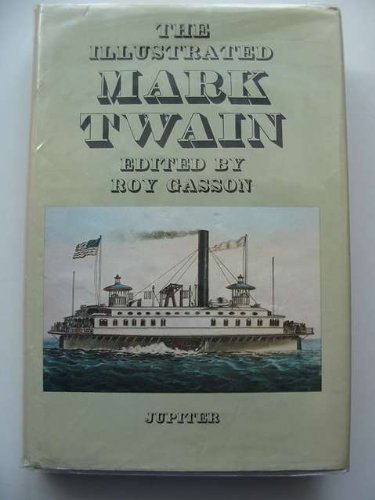 THE
ILLUSTRATED
MARK
TWAIN
EDITED BY
ROY GASSON
JUPITER